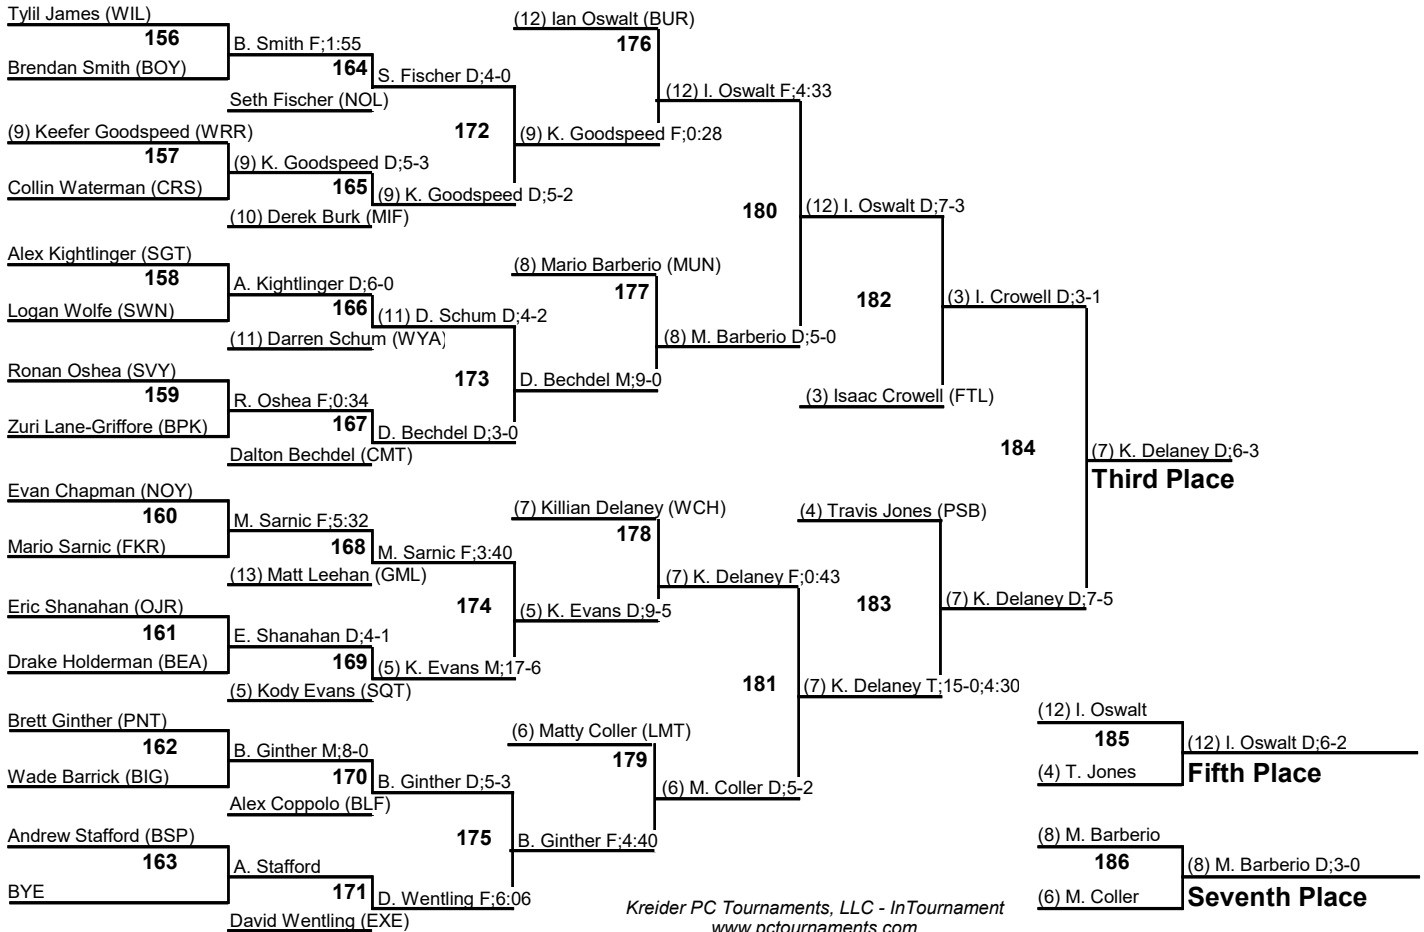 Tylil James (WIL)
156
Brendan Smith (BOY)
B. Smith F;1:55
164
Seth Fischer (NOL)
S. Fischer D;4-0
(9) Keefer Goodspeed (WRR)
157
Collin Waterman (CRS)
(9) K. Goodspeed D;5-3
165
(10) Derek Burk (MIF)
(9) K. Goodspeed D;5-2
172
(12) Ian Oswalt (BUR)
176
(9) K. Goodspeed F;0:28
(12) I. Oswalt F;4:33
Alex Kightlinger (SGT)
158
Logan Wolfe (SWN)
A. Kightlinger D;6-0
166
(11) Darren Schum (WYA)
(11) D. Schum D;4-2
Ronan Oshea (SVY)
159
Zuri Lane-Griffore (BPK)
R. Oshea F;0:34
167
Dalton Bechdel (CMT)
D. Bechdel D;3-0
173
(8) Mario Barberio (MUN)
177
D. Bechdel M;9-0
(8) M. Barberio D;5-0
180
(12) I. Oswalt D;7-3
182
(3) Isaac Crowell (FTL)
(3) I. Crowell D;3-1
Evan Chapman (NOY)
160
Mario Sarnic (FKR)
M. Sarnic F;5:32
168
(13) Matt Leehan (GML)
M. Sarnic F;3:40
Eric Shanahan (OJR)
161
Drake Holderman (BEA)
E. Shanahan D;4-1
169
(5) Kody Evans (SQT)
(5) K. Evans M;17-6
174
(7) Killian Delaney (WCH)
178
(5) K. Evans D;9-5
(7) K. Delaney F;0:43
Brett Ginther (PNT)
162
Wade Barrick (BIG)
B. Ginther M;8-0
170
Alex Coppolo (BLF)
B. Ginther D;5-3
Andrew Stafford (BSP)
163
BYE
A. Stafford
171
David Wentling (EXE)
D. Wentling F;6:06
175
(6) Matty Coller (LMT)
179
B. Ginther F;4:40
(6) M. Coller D;5-2
181
(7) K. Delaney T;15-0;4:30
(4) Travis Jones (PSB)
183
(7) K. Delaney D;7-5
184
(7) K. Delaney D;6-3
Third Place
(12) I. Oswalt
185
(4) T. Jones
(12) I. Oswalt D;6-2
Fifth Place
(8) M. Barberio
186
(6) M. Coller
(8) M. Barberio D;3-0
Seventh Place
Kreider PC Tournaments, LLC - InTournament
www.pctournaments.com